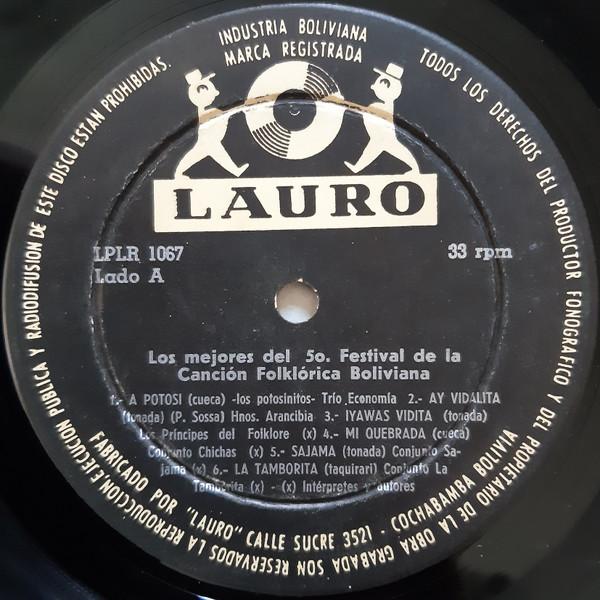 INDUSTRIA BOLIVIANA
MARCA REGISTRADA
TODOS LOS DERECHOS DEL PRODUCTOR FONOGRAFICO Y DEL PROPIETARIO DE LA OBRA GRABADA SON RESERVADOS LA REPRODUCCION EJECUCION PUBLICA Y RADIODIFUSION DE ESTE DISCO ESTAN PROHIBIDAS.
LAURO
LPLR 1067
33 rpm
Lado A
Los mejores del 5o. Festival de la
Canción Folklórica Boliviana
1.- A POTOSI (cueca) -los potosinitos- Trío Economía 2.- AY VIDALITA
(tonada) (P. Sossa) Hnos. Arancibia 3.- IYAWAS VIDITA (tonada)
Los Príncipes del Folklore (x) 4.- MI QUEBRADA (cueca)
Conjunto Chichas (x) 5.- SAJAMA (tonada) Conjunto Sa-
jama (x) 6.- LA TAMBORITA (taquirari) Conjunto La
Tamborita (x) - (x) Intérpretes y autores
FABRICADO POR "LAURO" CALLE SUCRE 3521 - COCHABAMBA BOLIVIA